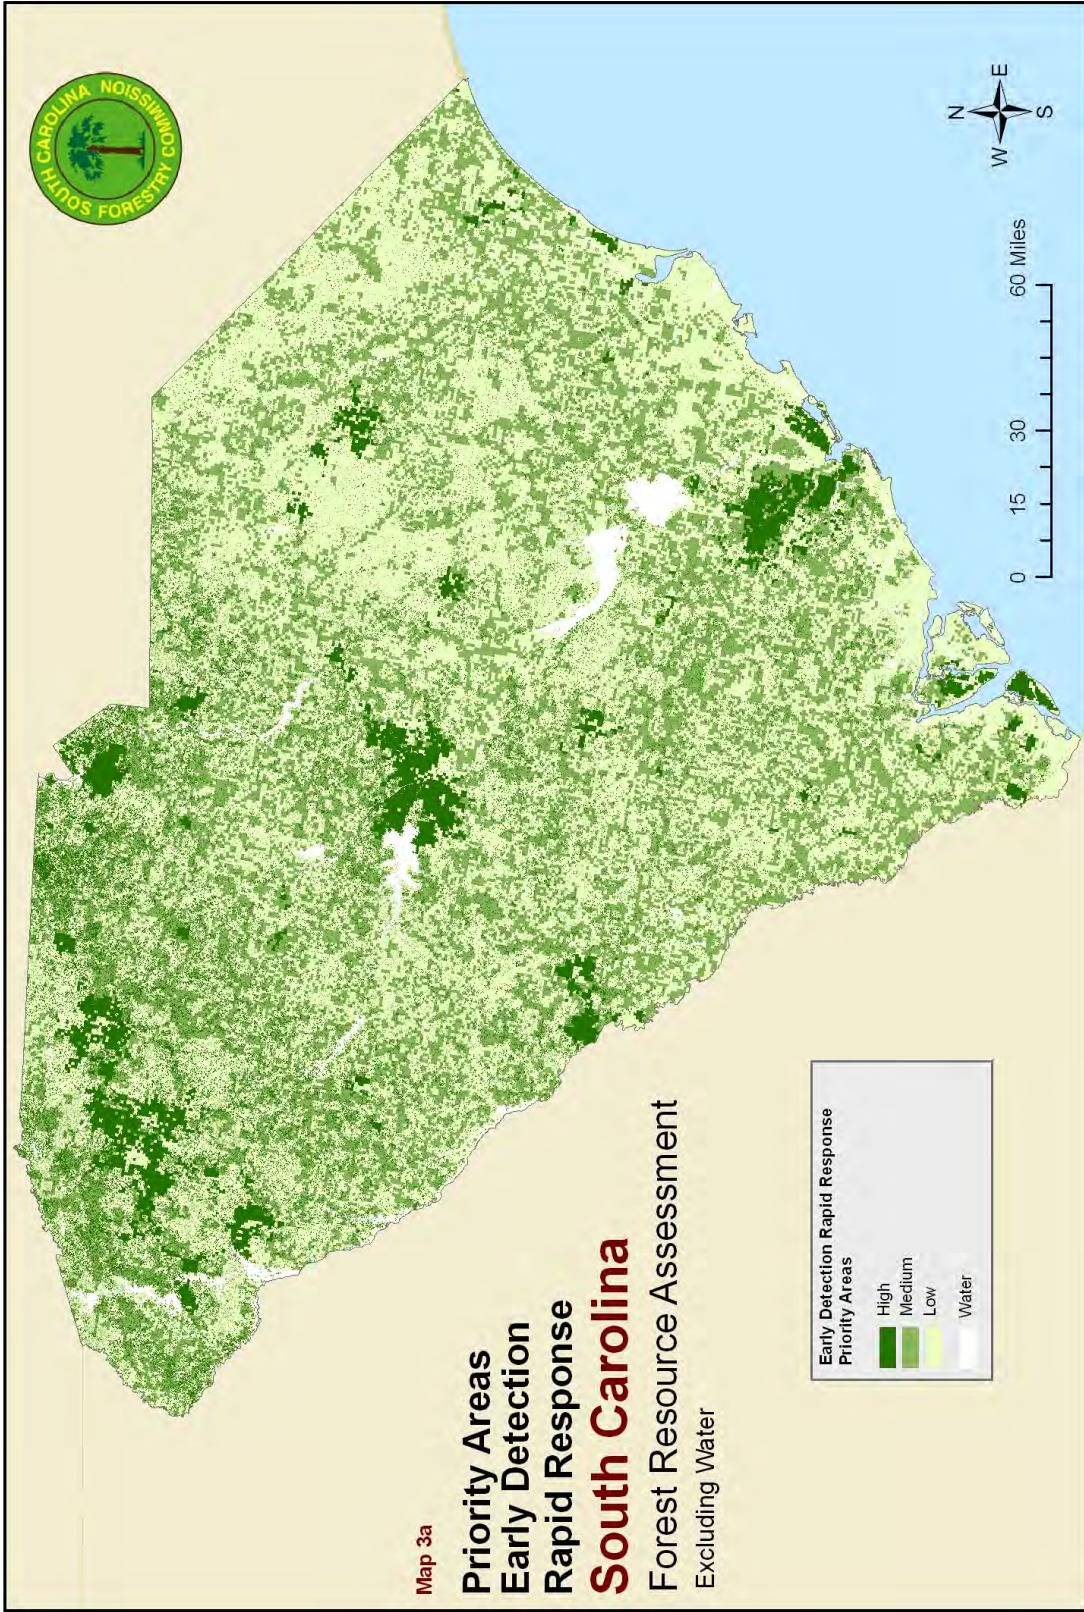 Map 3a
Priority Areas
Early Detection
Rapid Response
South Carolina
Forest Resource Assessment
Excluding Water
Early Detection Rapid Response
Priority Areas
High
Medium
Low
Water
0 15 30 60 Miles
N
W E
S
SOUTH CAROLINA
FORESTRY COMMISSION